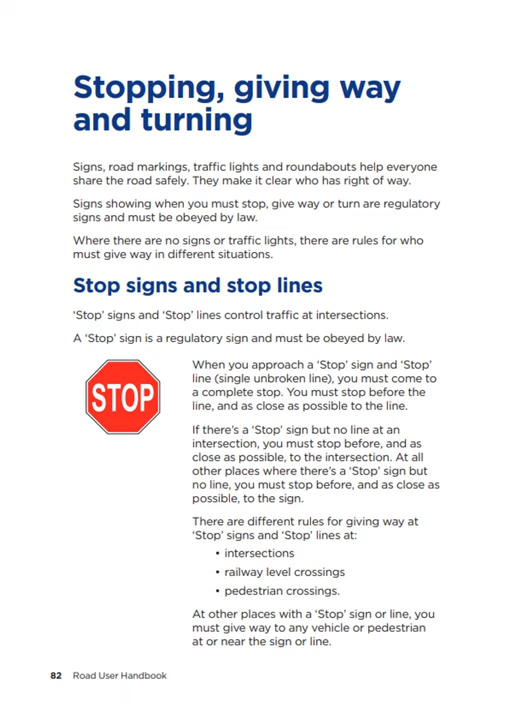 Stopping, giving way
and turning
Signs, road markings, traffic lights and roundabouts help everyone
share the road safely. They make it clear who has right of way.
Signs showing when you must stop, give way or turn are regulatory
signs and must be obeyed by law.
Where there are no signs or traffic lights, there are rules for who
must give way in different situations.
Stop signs and stop lines
‘Stop’ signs and ‘Stop’ lines control traffic at intersections.
A ‘Stop’ sign is a regulatory sign and must be obeyed by law.
STOP
When you approach a ‘Stop’ sign and ‘Stop’
line (single unbroken line), you must come to
a complete stop. You must stop before the
line, and as close as possible to the line.
If there’s a ‘Stop’ sign but no line at an
intersection, you must stop before, and as
close as possible, to the intersection. At all
other places where there’s a ‘Stop’ sign but
no line, you must stop before, and as close as
possible, to the sign.
There are different rules for giving way at
‘Stop’ signs and ‘Stop’ lines at:
• intersections
• railway level crossings
• pedestrian crossings.
At other places with a ‘Stop’ sign or line, you
must give way to any vehicle or pedestrian
at or near the sign or line.
82 Road User Handbook